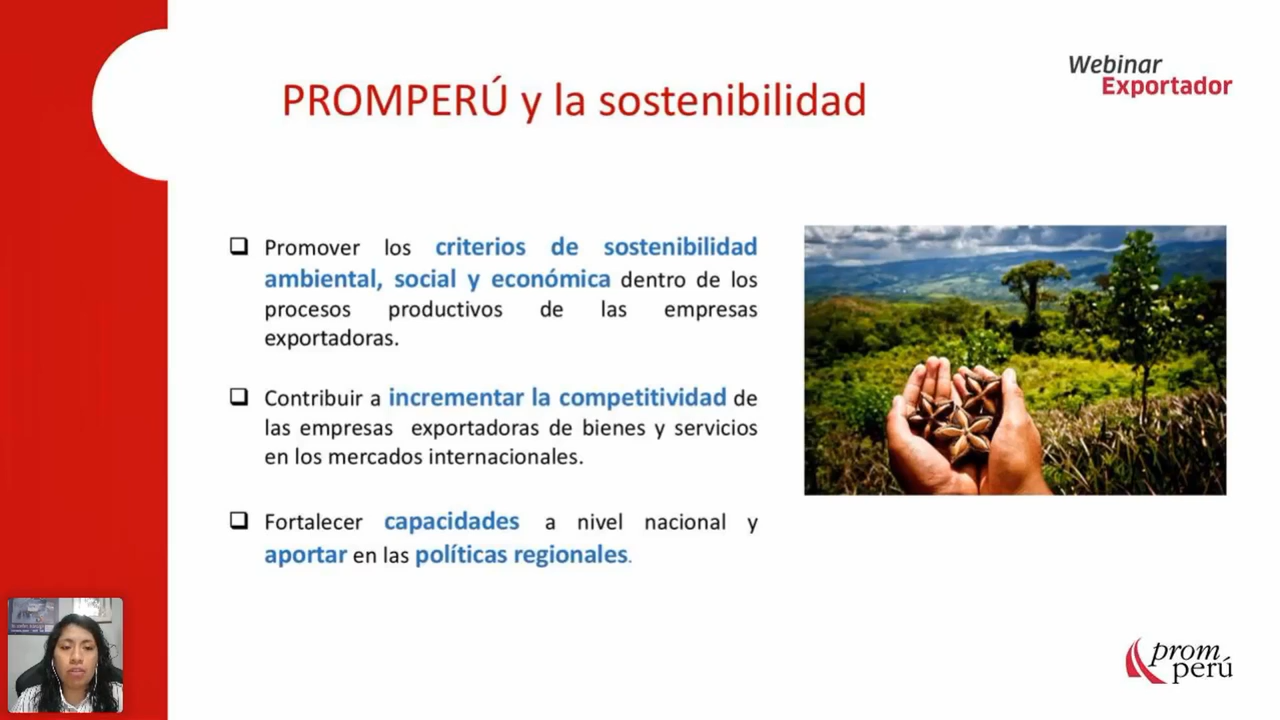 PROMPERÚ y la sostenibilidad
Webinar
Exportador
Promover los criterios de sostenibilidad
ambiental, social y económica dentro de los
procesos productivos de las empresas
exportadoras.
Contribuir a incrementar la competitividad de
las empresas exportadoras de bienes y servicios
en los mercados internacionales.
Fortalecer capacidades a nivel nacional y
aportar en las políticas regionales.
prom
perú